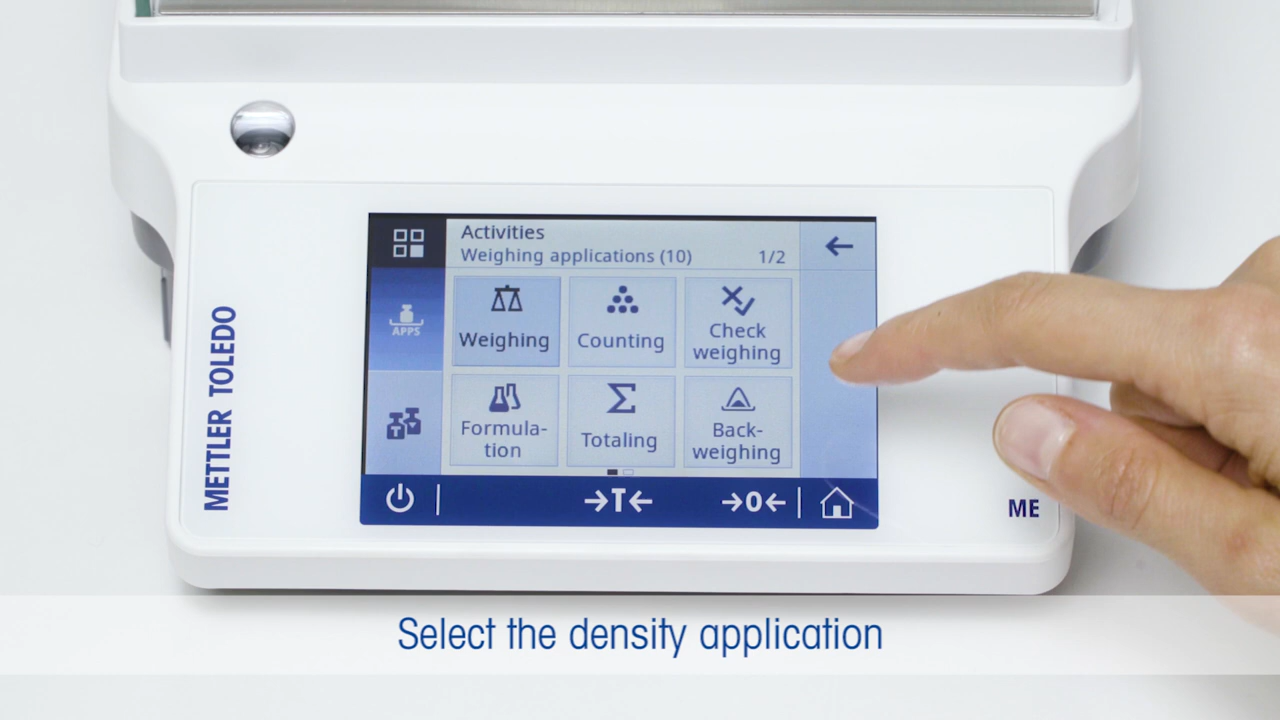 Activities
Weighing applications (10) 1/2
APPS
Weighing
Counting
Check
weighing
Formula-
tion
Totaling
Back-
weighing
→T←
→0←
METTLER TOLEDO
ME
Select the density application